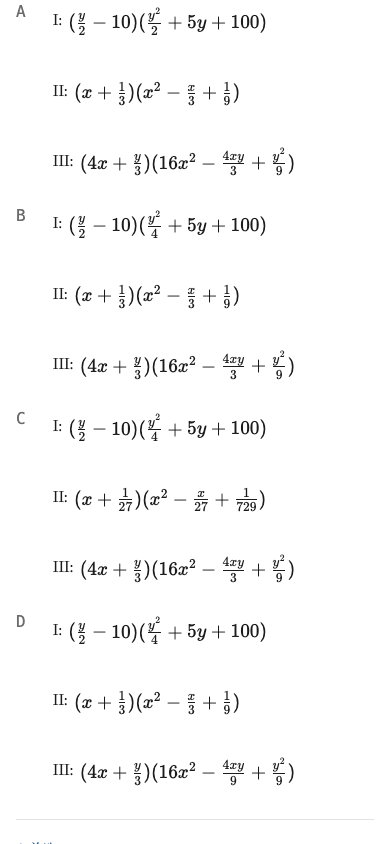 A I: (y/2 − 10)(y²/2 + 5y + 100)
II: (x + 1/3)(x² − x/3 + 1/9)
III: (4x + y/3)(16x² − 4xy/3 + y²/9)
B I: (y/2 − 10)(y²/4 + 5y + 100)
II: (x + 1/3)(x² − x/3 + 1/9)
III: (4x + y/3)(16x² − 4xy/3 + y²/9)
C I: (y/2 − 10)(y²/4 + 5y + 100)
II: (x + 1/27)(x² − x/27 + 1/729)
III: (4x + y/3)(16x² − 4xy/3 + y²/9)
D I: (y/2 − 10)(y²/4 + 5y + 100)
II: (x + 1/3)(x² − x/3 + 1/9)
III: (4x + y/3)(16x² − 4xy/9 + y²/9)